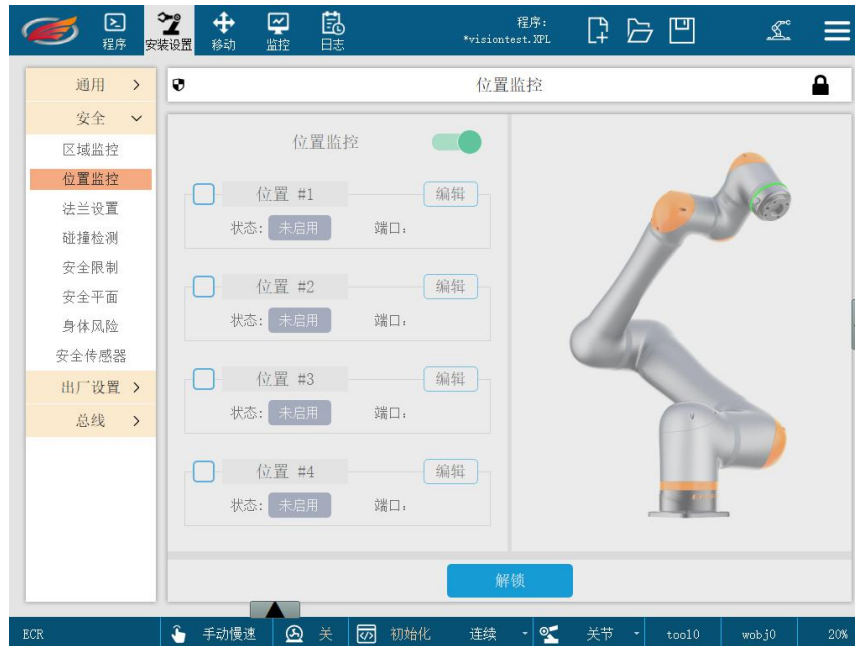 程序
安装设置
移动
监控
日志
程序:
*visiontest.XPL
通用
安全
区域监控
位置监控
法兰设置
碰撞检测
安全限制
安全平面
身体风险
安全传感器
出厂设置
总线
位置监控
位置监控
位置 #1
编辑
状态: 未启用 端口:
位置 #2
编辑
状态: 未启用 端口:
位置 #3
编辑
状态: 未启用 端口:
位置 #4
编辑
状态: 未启用 端口:
解锁
ECR 手动慢速 关 初始化 连续 关节 tool0 wobj0 20%